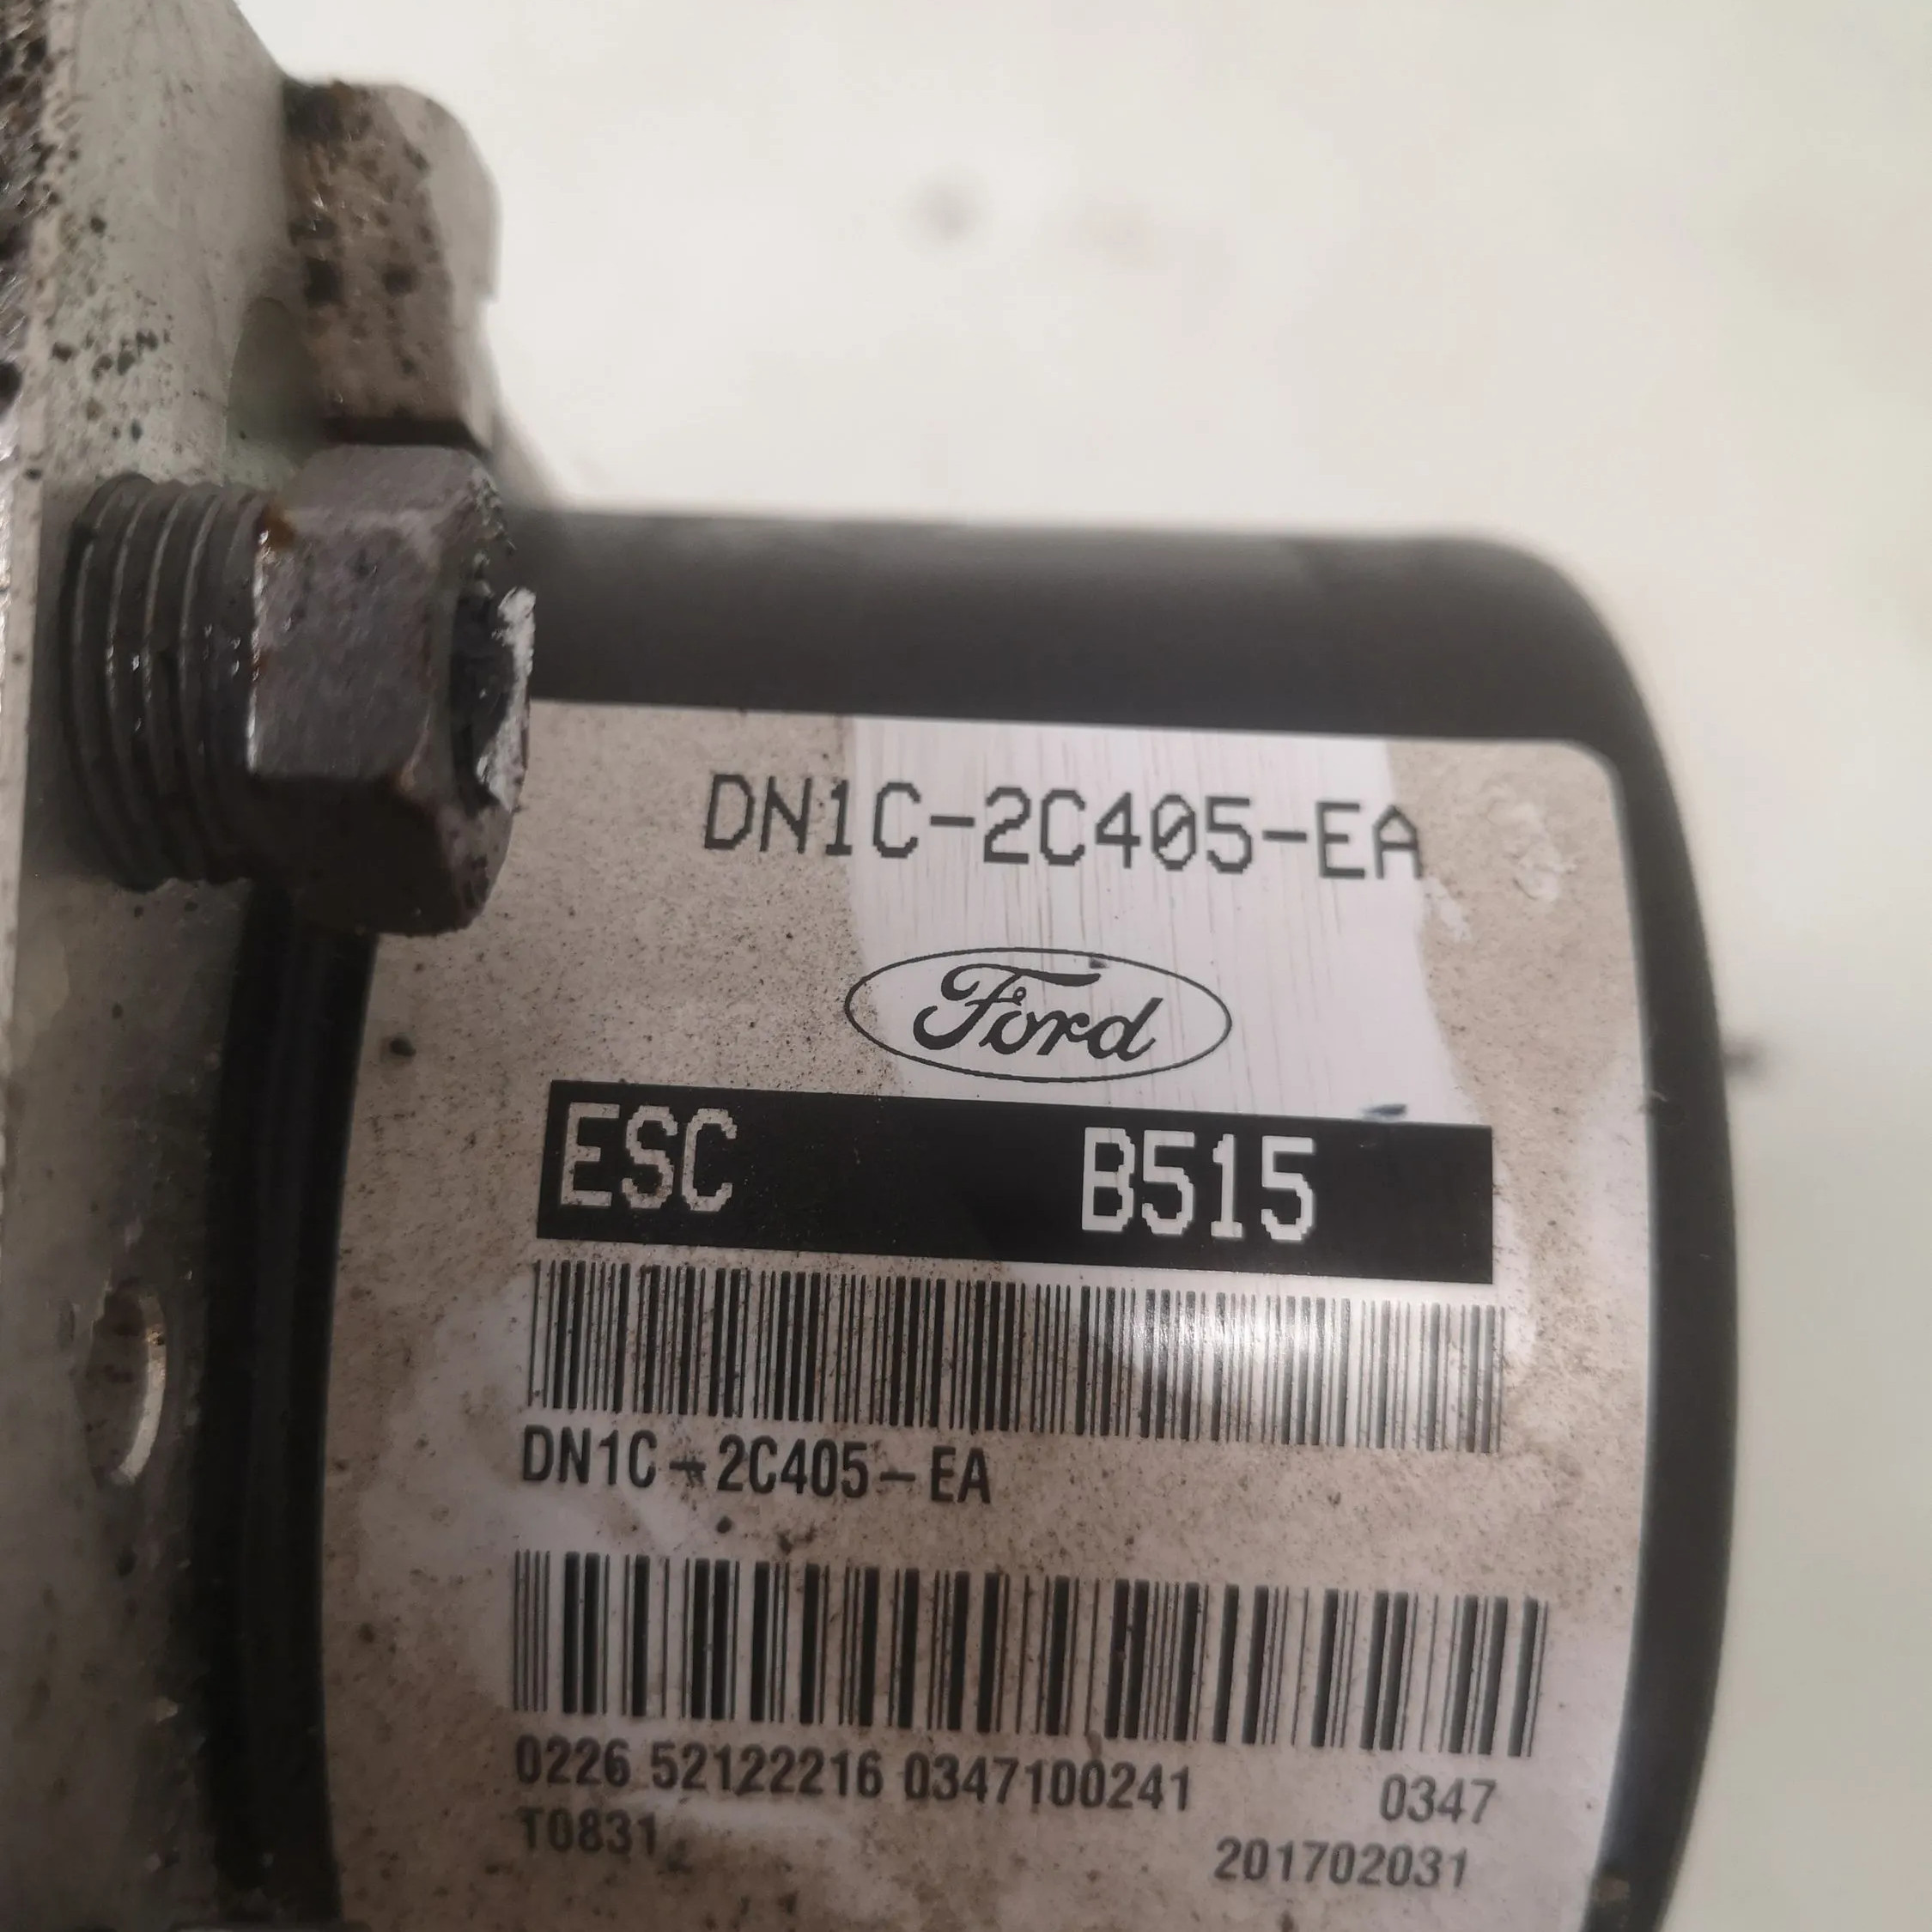 DN1C-2C405-EA
Ford
ESC B515
DN1C-2C405-EA
0226 52122216 0347100241 0347
T0831 201702031